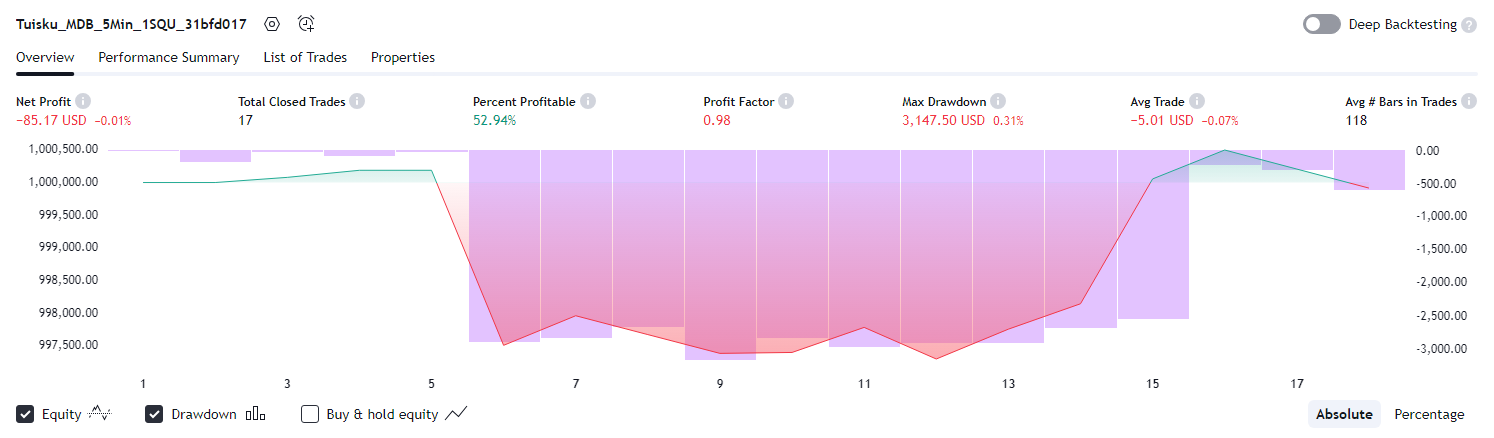 Tuisku_MDB_5Min_1SQU_31bfd017 Deep Backtesting ?
Overview Performance Summary List of Trades Properties
Net Profit i Total Closed Trades i Percent Profitable i Profit Factor i Max Drawdown i Avg Trade i Avg # Bars in Trades i
−85.17 USD −0.01% 17 52.94% 0.98 3,147.50 USD 0.31% −5.01 USD −0.07% 118
1,000,500.00 0.00
1,000,000.00 -500.00
999,500.00 -1,000.00
999,000.00 -1,500.00
998,500.00 -2,000.00
998,000.00 -2,500.00
997,500.00 -3,000.00
1 3 5 7 9 11 13 15 17
Equity Drawdown Buy & hold equity Absolute Percentage